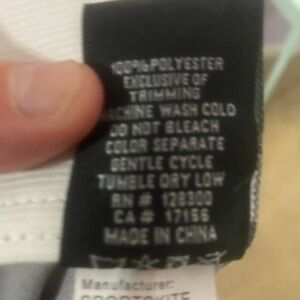 100% POLYESTER
EXCLUSIVE OF
TRIMMING
MACHINE WASH COLD
DO NOT BLEACH
COLOR SEPARATE
GENTLE CYCLE
TUMBLE DRY LOW
RN # 128300
CA # 17156
MADE IN CHINA
Manufacturer: